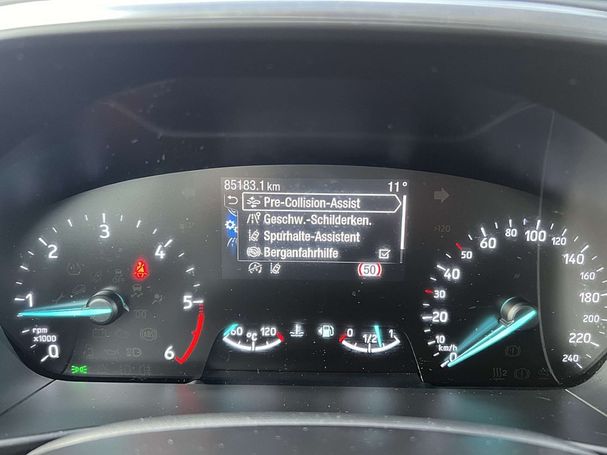 85183.1 km 11°
Pre-Collision-Assist
Geschw.-Schilderken.
Spurhalte-Assistent
Berganfahrhilfe
50
0
1
2
3
4
5
6
rpm
x1000
60 °C 120
0 1/2 1
0
10
20
30
40
50
60
80
100
120
140
160
180
200
220
240
km/h
>120